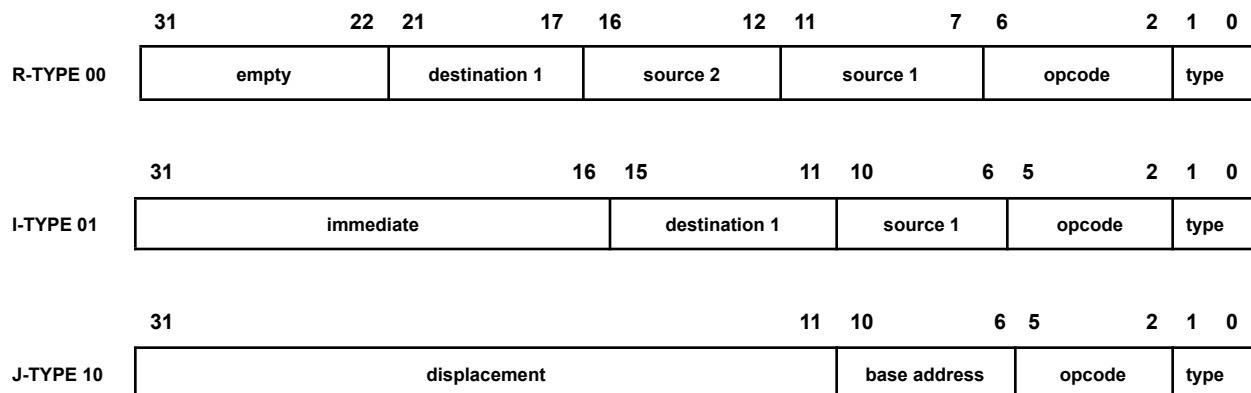 31 22 21 17 16 12 11 7 6 2 1 0
R-TYPE 00 empty destination 1 source 2 source 1 opcode type
31 16 15 11 10 6 5 2 1 0
I-TYPE 01 immediate destination 1 source 1 opcode type
31 11 10 6 5 2 1 0
J-TYPE 10 displacement base address opcode type